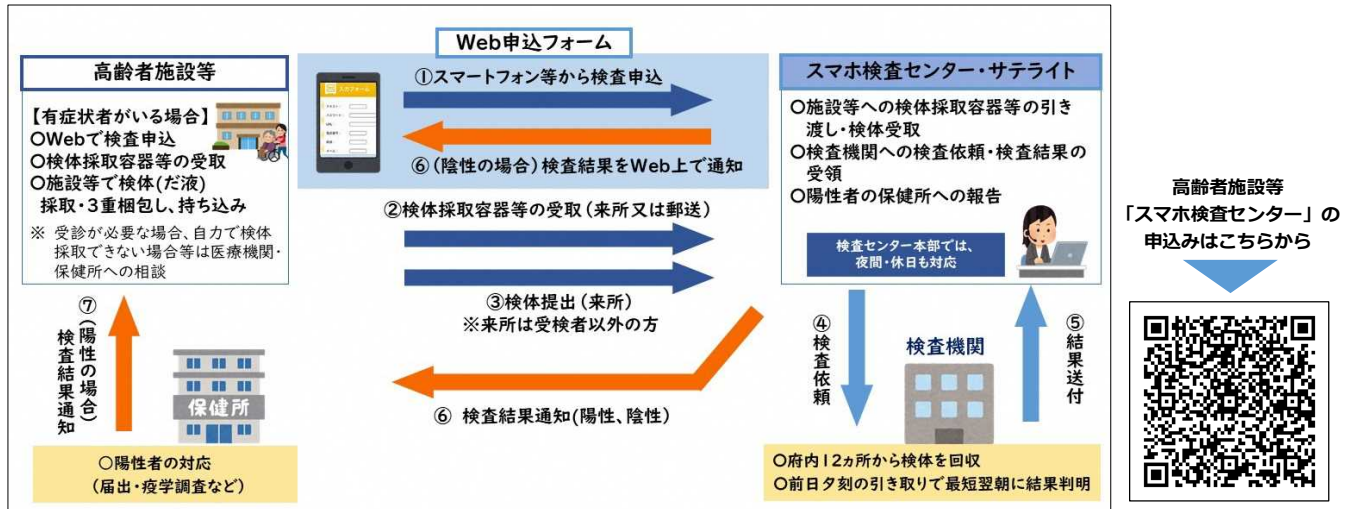 Web申込フォーム
高齢者施設等
【有症状者がいる場合】
〇Webで検査申込
〇検体採取容器等の受取
〇施設等で検体(だ液)
採取・3重梱包し、持ち込み
※ 受診が必要な場合、自力で検体
採取できない場合等は医療機関・
保健所への相談
①スマートフォン等から検査申込
⑥(陰性の場合)検査結果をWeb上で通知
②検体採取容器等の受取(来所又は郵送)
③検体提出(来所)
※来所は受検者以外の方
⑥ 検査結果通知(陽性、陰性)
スマホ検査センター・サテライト
〇施設等への検体採取容器等の引き
渡し・検体受取
〇検査機関への検査依頼・検査結果の
受領
〇陽性者の保健所への報告
検査センター本部では、
夜間・休日も対応
④検査依頼
検査機関
⑤結果送付
〇府内12ヵ所から検体を回収
〇前日夕刻の引き取りで最短翌朝に結果判明
⑦(陽性の場合)
検査結果通知
保健所
〇陽性者の対応
(届出・疫学調査など)
高齢者施設等
「スマホ検査センター」の
申込みはこちらから